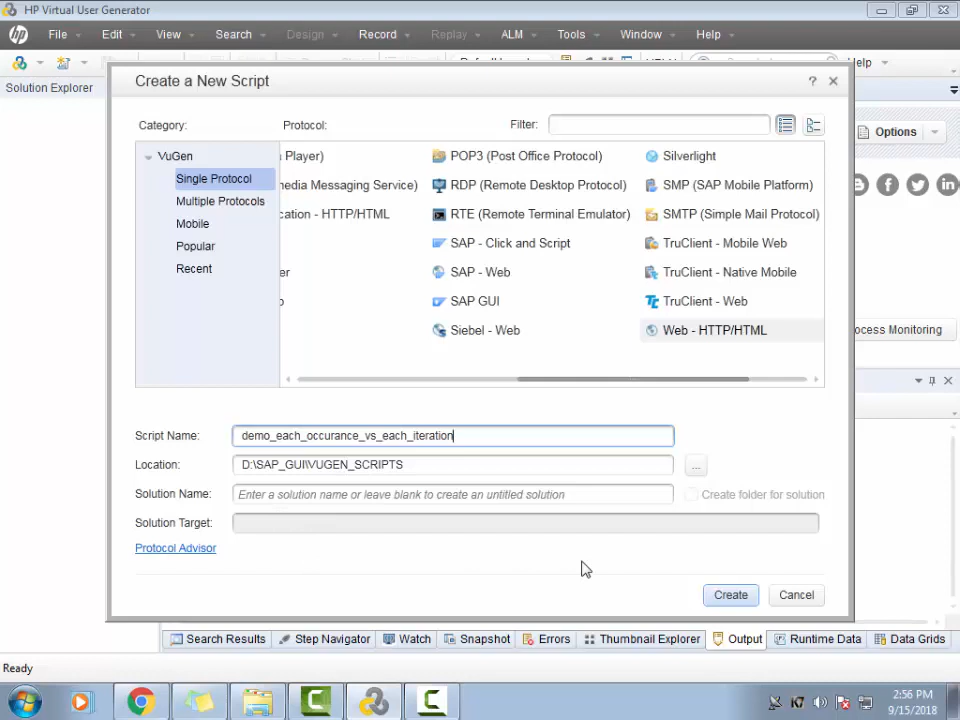 HP Virtual User Generator
hp File Edit View Search Design Record Replay ALM Tools Window Help
Solution Explorer
Create a New Script
Category: Protocol: Filter:
VuGen
Single Protocol
Multiple Protocols
Mobile
Popular
Recent
Player)
media Messaging Service)
cation - HTTP/HTML
er
POP3 (Post Office Protocol)
RDP (Remote Desktop Protocol)
RTE (Remote Terminal Emulator)
SAP - Click and Script
SAP - Web
SAP GUI
Siebel - Web
Silverlight
SMP (SAP Mobile Platform)
SMTP (Simple Mail Protocol)
TruClient - Mobile Web
TruClient - Native Mobile
TruClient - Web
Web - HTTP/HTML
Options
ocess Monitoring
Script Name: demo_each_occurance_vs_each_iteration
Location: D:\SAP_GUI\VUGEN_SCRIPTS ...
Solution Name: Enter a solution name or leave blank to create an untitled solution Create folder for solution
Solution Target:
Protocol Advisor
Create Cancel
Search Results Step Navigator Watch Snapshot Errors Thumbnail Explorer Output Runtime Data Data Grids
Ready
2:56 PM
9/15/2018